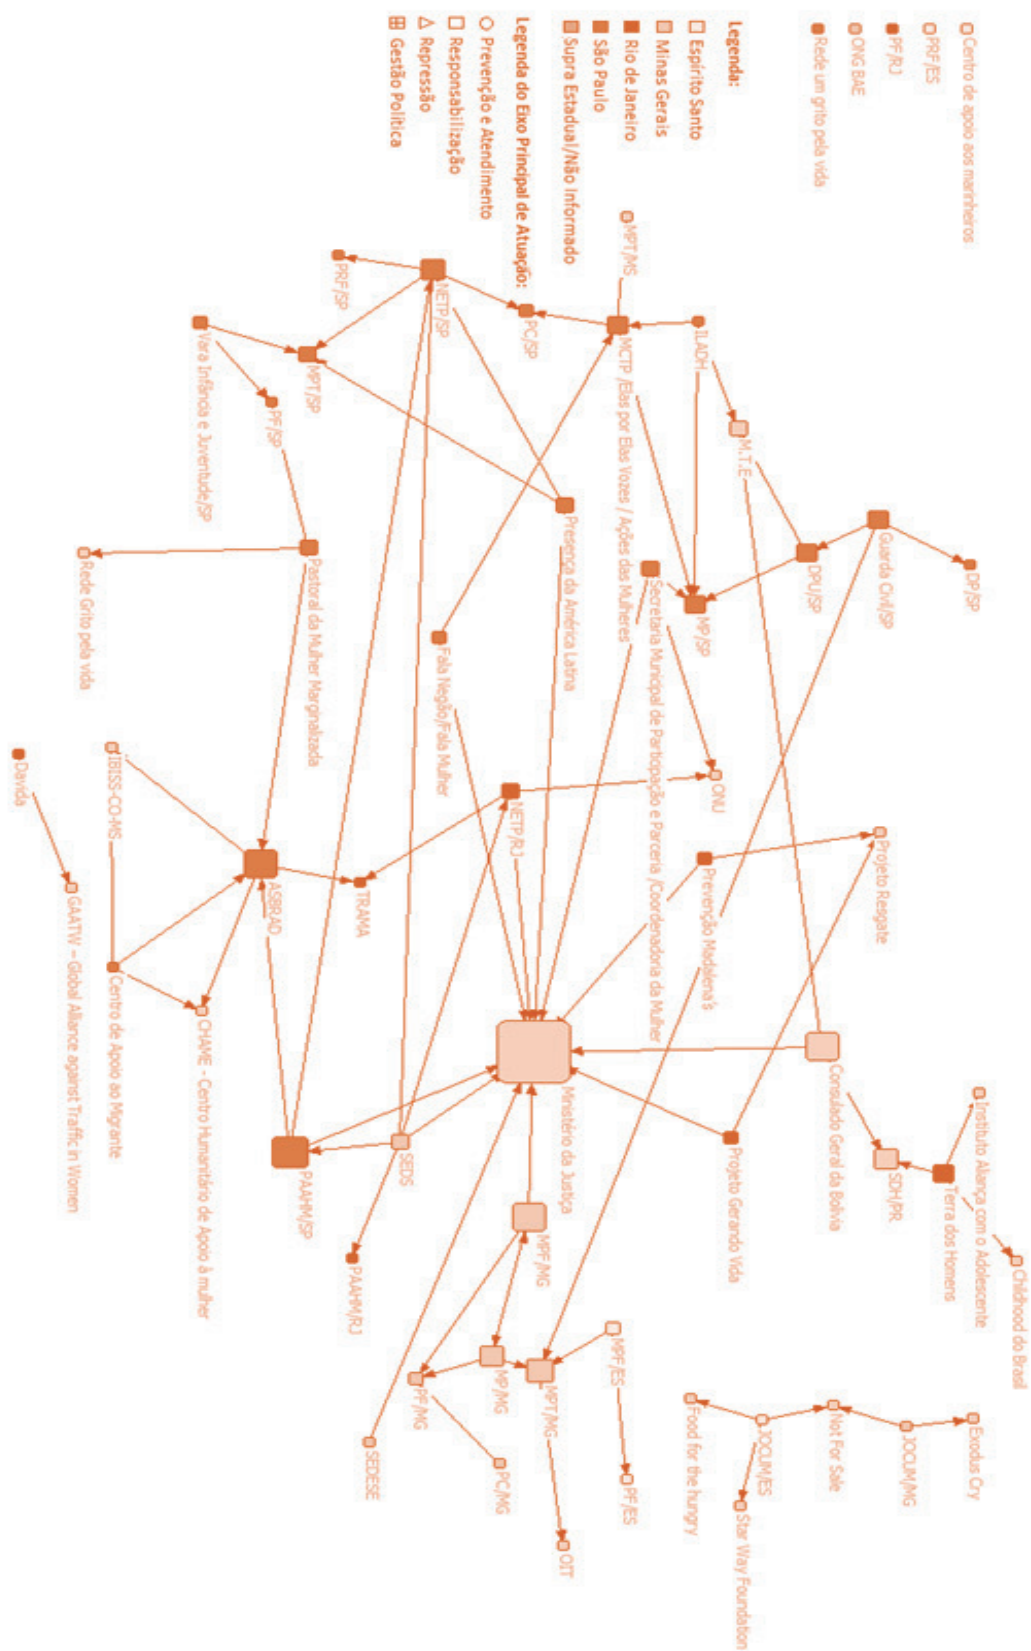 Centro de apoio aos marinheiros
PRF/ES
PF/RJ
ONG BAE
Rede um grito pela vida
Legenda:
Espírito Santo
Minas Gerais
Rio de Janeiro
São Paulo
Supra Estadual/Não Informado
Legenda do Eixo Principal de Atuação:
Prevenção e Atendimento
Responsabilização
Repressão
Gestão Política
DP/SP
Guarda Civil/SP
DPU/SP
M.T.E
ILADH
MPT/MS
MCTP /Elas por Elas Vozes / Ações das Mulheres
MP/SP
Secretaria Municipal de Participação e Parceria /Coordenadoria da Mulher
PC/SP
NETP/SP
PRF/SP
MPT/SP
Vara Infância e Juventude/SP
PF/SP
Presença da América Latina
Pastoral da Mulher Marginalizada
Rede Grito pela vida
Fala Negão/Fala Mulher
ONU
NETP/RJ
Prevenção Madalena's
Projeto Resgate
IBISS-CO-MS
Davida
GAATW – Global Alliance against Traffic in Women
ASBRAD
TRAMA
Centro de Apoio ao Migrante
CHAME - Centro Humanitário de Apoio à mulher
Ministério da Justiça
Consulado Geral da Bolívia
SDH/PR
Terra dos Homens
Instituto Aliança com o Adolescente
Childhood do Brasil
Projeto Gerando Vida
SEDS
PAAHM/SP
PAAHM/RJ
MPF/MG
MP/MG
MPT/MG
PF/MG
PC/MG
SEDESE
MPF/ES
PF/ES
OIT
Exodus Cry
JOCUM/MG
Not For Sale
JOCUM/ES
Food for the hungry
Star Way Foundation